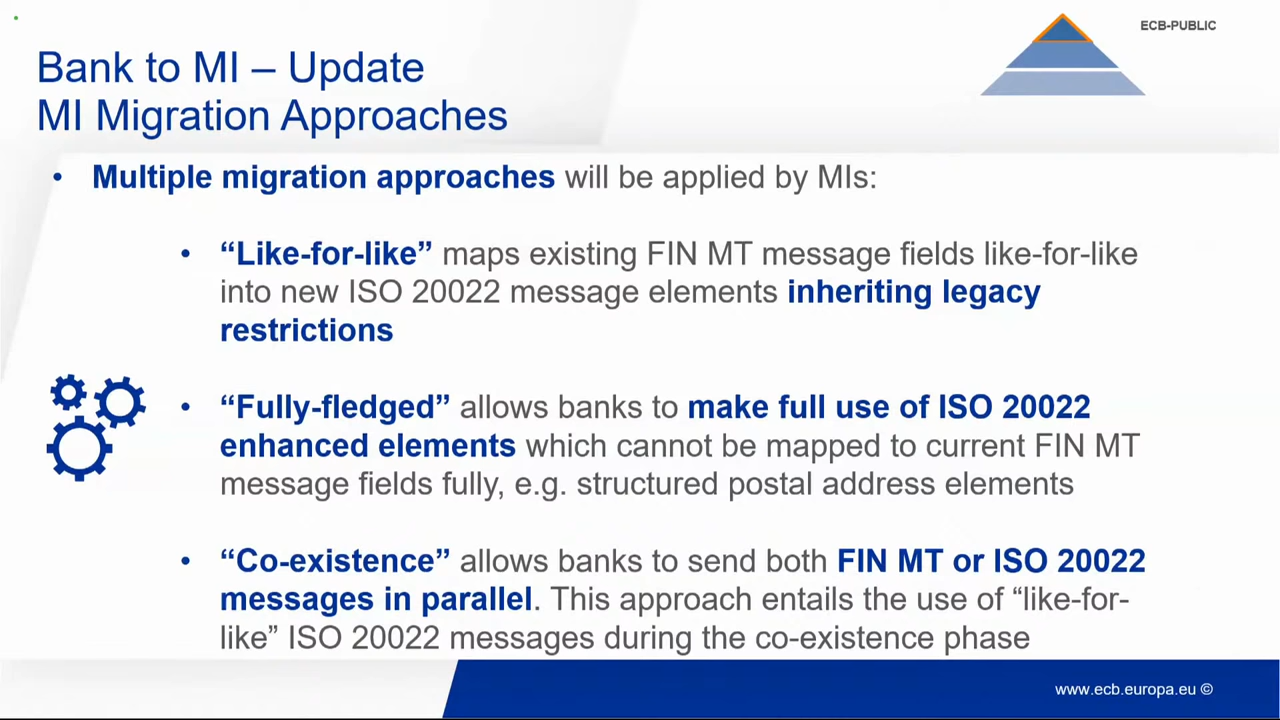 ECB-PUBLIC
Bank to MI – Update
MI Migration Approaches
• Multiple migration approaches will be applied by MIs:
• “Like-for-like” maps existing FIN MT message fields like-for-like
into new ISO 20022 message elements inheriting legacy
restrictions
• “Fully-fledged” allows banks to make full use of ISO 20022
enhanced elements which cannot be mapped to current FIN MT
message fields fully, e.g. structured postal address elements
• “Co-existence” allows banks to send both FIN MT or ISO 20022
messages in parallel. This approach entails the use of “like-for-
like” ISO 20022 messages during the co-existence phase
www.ecb.europa.eu ©